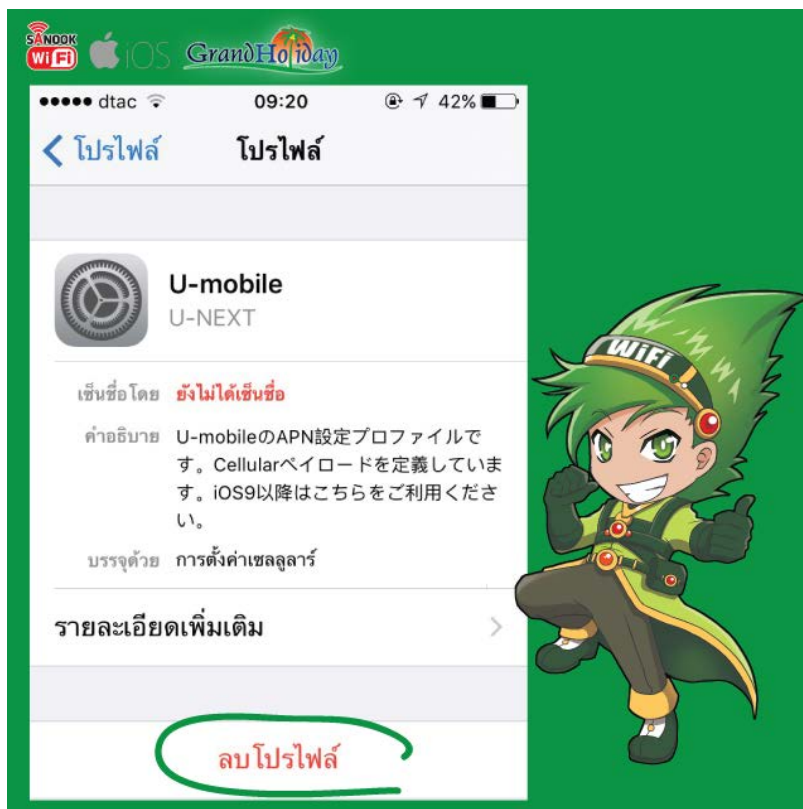 SANOOK
WiFi
iOS GrandHoliday
dtac 09:20 42%
โปรไฟล์ โปรไฟล์
U-mobile
U-NEXT
เซ็นชื่อโดย ยังไม่ได้เซ็นชื่อ
คำอธิบาย U-mobileのAPN設定プロファイルで
す。Cellularペイロードを定義していま
す。iOS9以降はこちらをご利用くださ
い。
บรรจุด้วย การตั้งค่าเซลลูลาร์
รายละเอียดเพิ่มเติม
ลบโปรไฟล์
WiFi